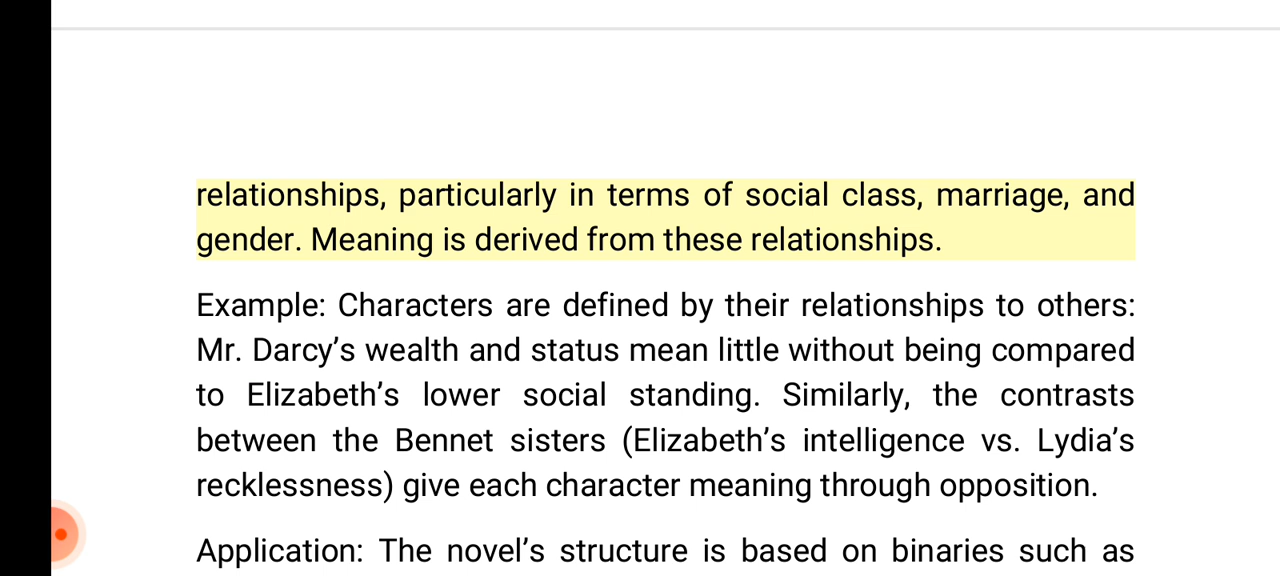 relationships, particularly in terms of social class, marriage, and
gender. Meaning is derived from these relationships.
Example: Characters are defined by their relationships to others:
Mr. Darcy’s wealth and status mean little without being compared
to Elizabeth’s lower social standing. Similarly, the contrasts
between the Bennet sisters (Elizabeth’s intelligence vs. Lydia’s
recklessness) give each character meaning through opposition.
Application: The novel’s structure is based on binaries such as